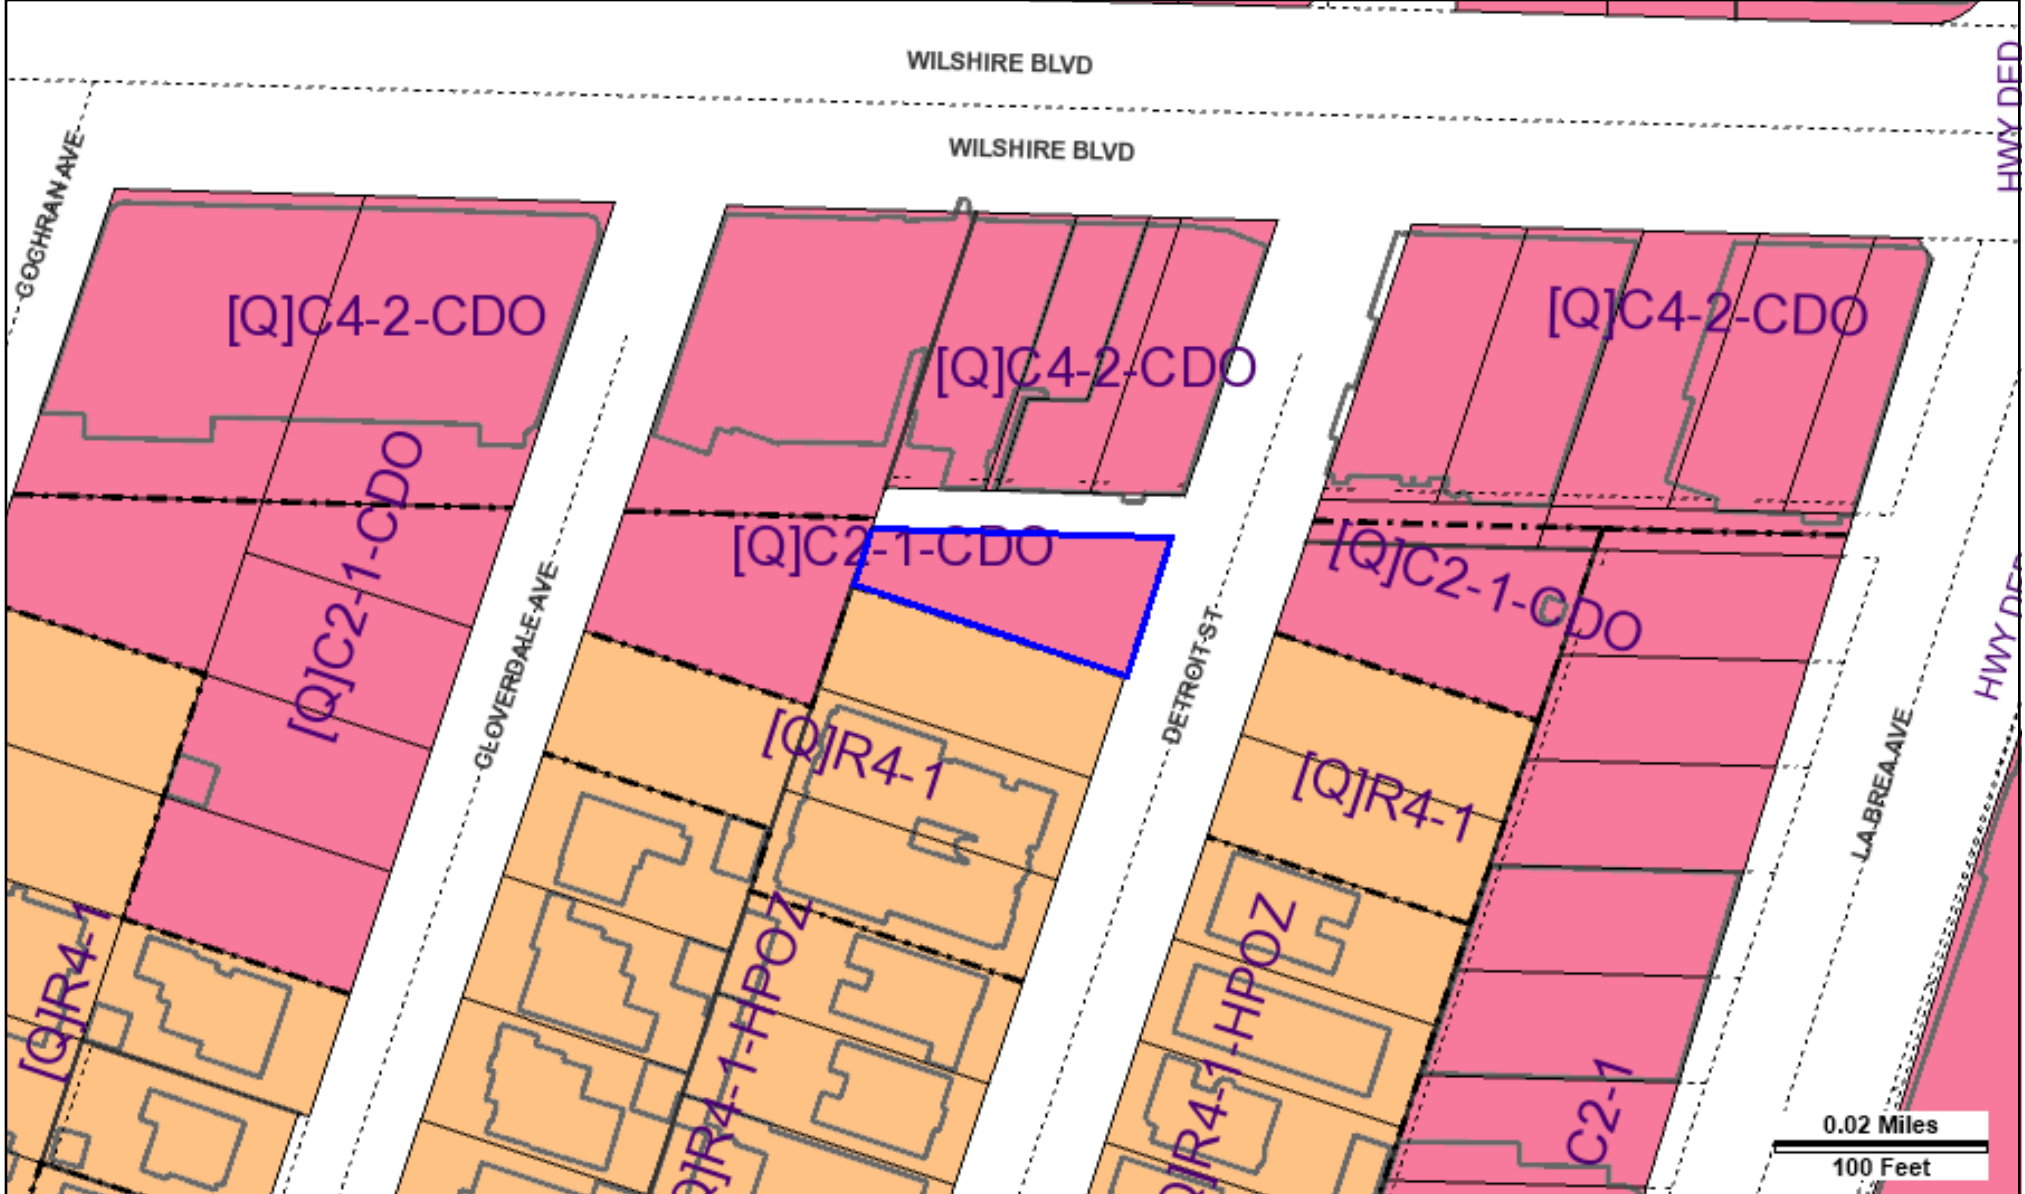 WILSHIRE BLVD
HWY DED
WILSHIRE BLVD
COCHRAN AVE
[Q]C4-2-CDO
[Q]C4-2-CDO
[Q]C4-2-CDO
[Q]C2-1-CDO
[Q]C2-1-CDO
[Q]C2-1-CDO
HWY DED
CLOVERDALE AVE
DETROIT ST
[Q]R4-1
[Q]R4-1
LA BREA AVE
[Q]R4-1
[Q]R4-1-HPOZ
[Q]R4-1-HPOZ
C2-1
0.02 Miles
100 Feet